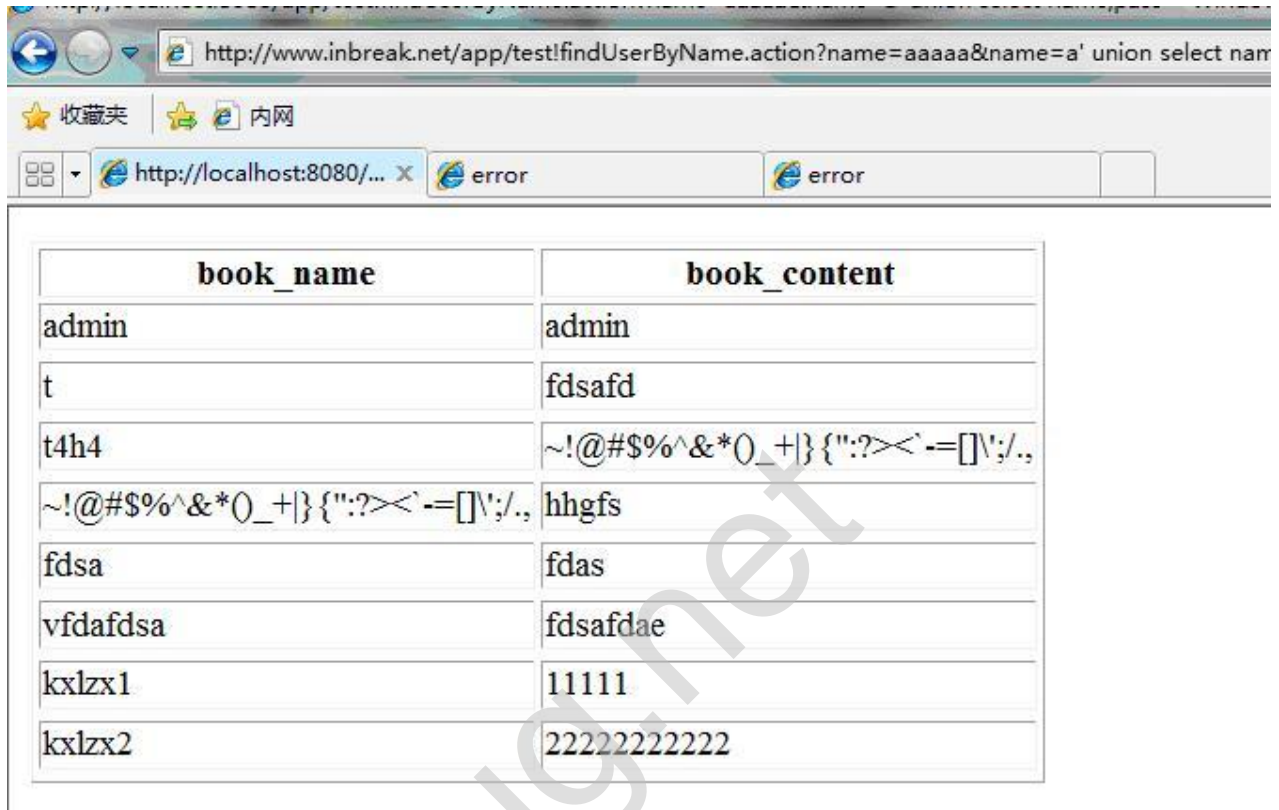 http://www.inbreak.net/app/test!findUserByName.action?name=aaaaa&name=a' union select nam
收藏夹 内网
http://localhost:8080/... X error error
book_name book_content
admin admin
t fdsafd
t4h4 ~!@#$%^&*()_+|}{":?><`-=[]\';/.,
~!@#$%^&*()_+|}{":?><`-=[]\';/., hhgfs
fdsa fdas
vfdafdsa fdsafdae
kxlzx1 11111
kxlzx2 22222222222
g.net